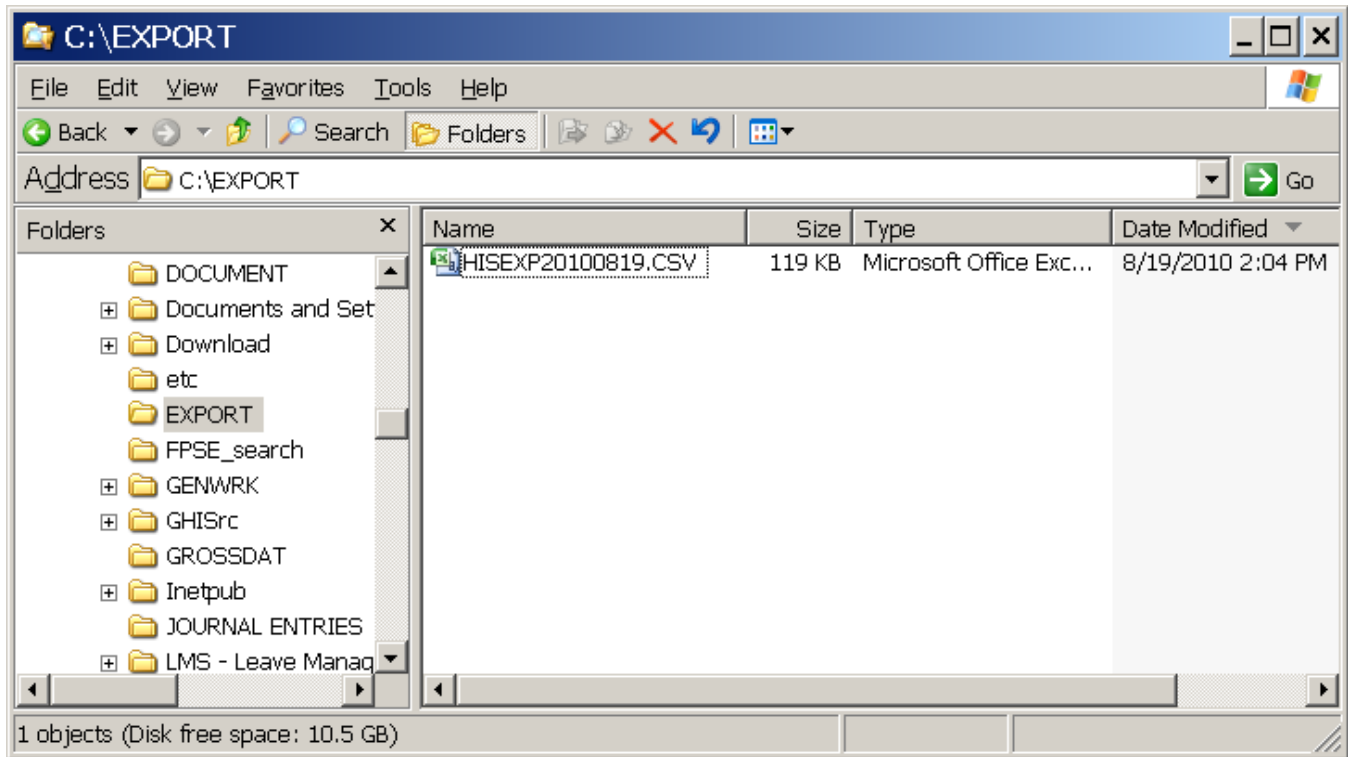 C:\EXPORT
File Edit View Favorites Tools Help
Back Search Folders
Address C:\EXPORT Go
Folders x Name Size Type Date Modified
HISEXP20100819.CSV 119 KB Microsoft Office Exc... 8/19/2010 2:04 PM
DOCUMENT
Documents and Set
Download
etc
EXPORT
FPSE_search
GENWRK
GHISrc
GROSSDAT
Inetpub
JOURNAL ENTRIES
LMS - Leave Manag
1 objects (Disk free space: 10.5 GB)